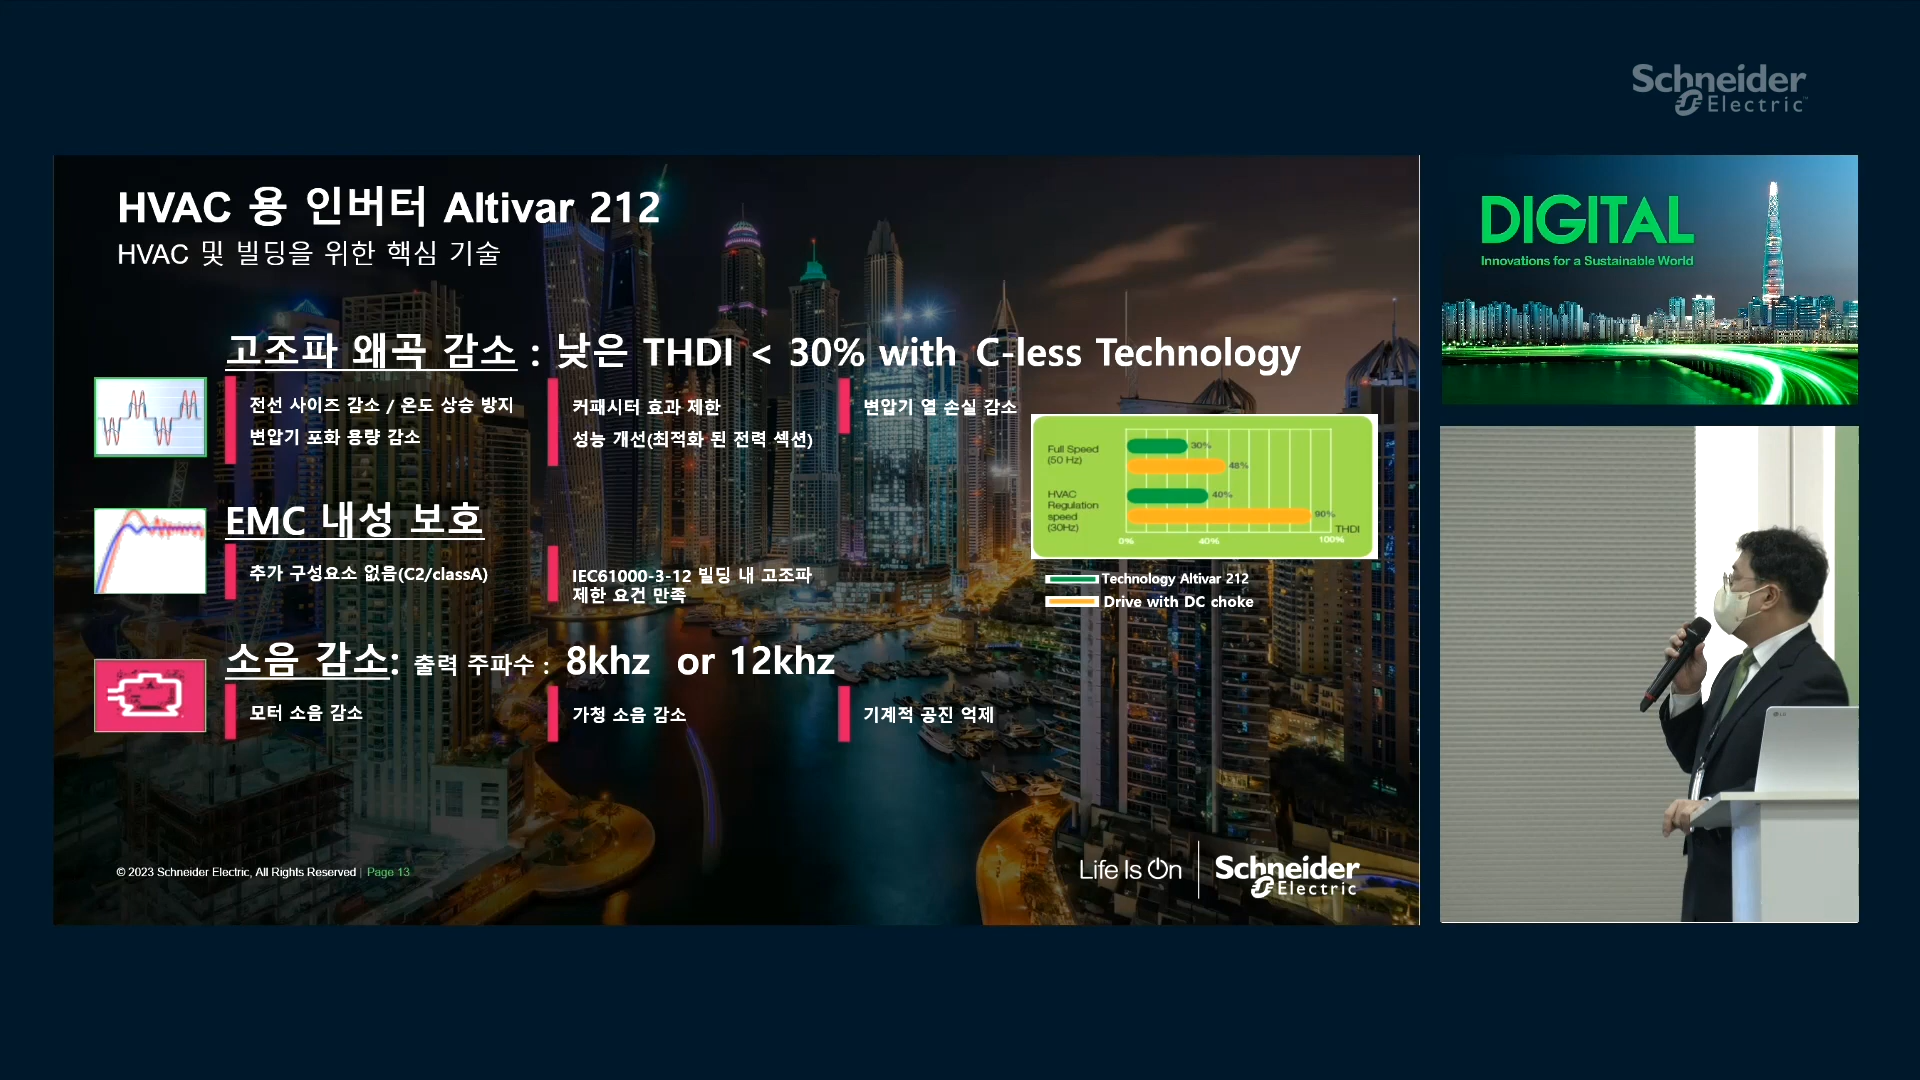 Schneider
Electric
HVAC 용 인버터 Altivar 212
HVAC 및 빌딩을 위한 핵심 기술
고조파 왜곡 감소 : 낮은 THDI < 30% with C-less Technology
전선 사이즈 감소 / 온도 상승 방지
변압기 포화 용량 감소
커패시터 효과 제한
성능 개선(최적화 된 전력 섹션)
변압기 열 손실 감소
Full Speed
(50 Hz)
30%
48%
HVAC
Regulation
speed
(30Hz)
40%
90%
THDI
0%
40%
100%
Technology Altivar 212
Drive with DC choke
EMC 내성 보호
추가 구성요소 없음(C2/classA)
IEC61000-3-12 빌딩 내 고조파
제한 요건 만족
소음 감소: 출력 주파수 : 8khz or 12khz
모터 소음 감소
가청 소음 감소
기계적 공진 억제
© 2023 Schneider Electric, All Rights Reserved | Page 13
Life Is On
Schneider
Electric
DIGITAL
Innovations for a Sustainable World